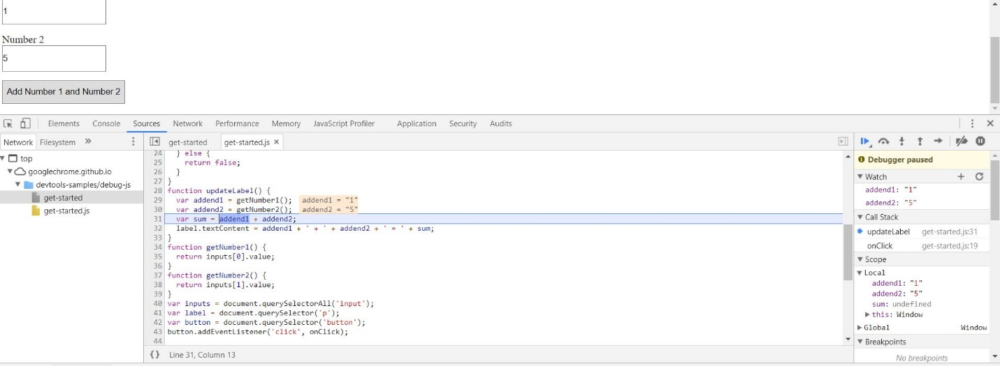 1
Number 2
5
Add Number 1 and Number 2
Elements Console Sources Network Performance Memory JavaScript Profiler Application Security Audits
Network Filesystem »
get-started get-started.js ×
top
googlechrome.github.io
devtools-samples/debug-js
get-started
get-started.js
24 } else {
25 return false;
26 }
27 }
28 function updateLabel() {
29 var addend1 = getNumber1(); addend1 = "1"
30 var addend2 = getNumber2(); addend2 = "5"
31 var sum = addend1 + addend2;
32 label.textContent = addend1 + ' + ' + addend2 + ' = ' + sum;
33 }
34 function getNumber1() {
35 return inputs[0].value;
36 }
37 function getNumber2() {
38 return inputs[1].value;
39 }
40 var inputs = document.querySelectorAll('input');
41 var label = document.querySelector('p');
42 var button = document.querySelector('button');
43 button.addEventListener('click', onClick);
44
{} Line 31, Column 13
Debugger paused
Watch
addend1: "1"
addend2: "5"
Call Stack
updateLabel get-started.js:31
onClick get-started.js:19
Scope
Local
addend1: "1"
addend2: "5"
sum: undefined
this: Window
Global Window
Breakpoints
No breakpoints